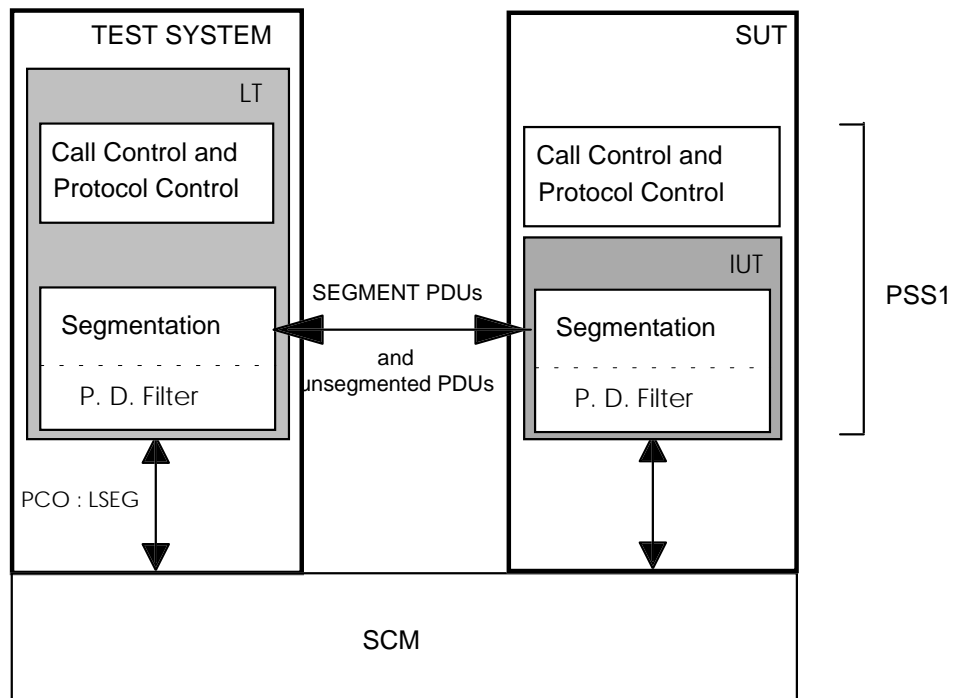 TEST SYSTEM
LT
Call Control and
Protocol Control
Segmentation
P. D. Filter
PCO : LSEG
SEGMENT PDUs
and
unsegmented PDUs
SUT
Call Control and
Protocol Control
IUT
Segmentation
P. D. Filter
PSS1
SCM